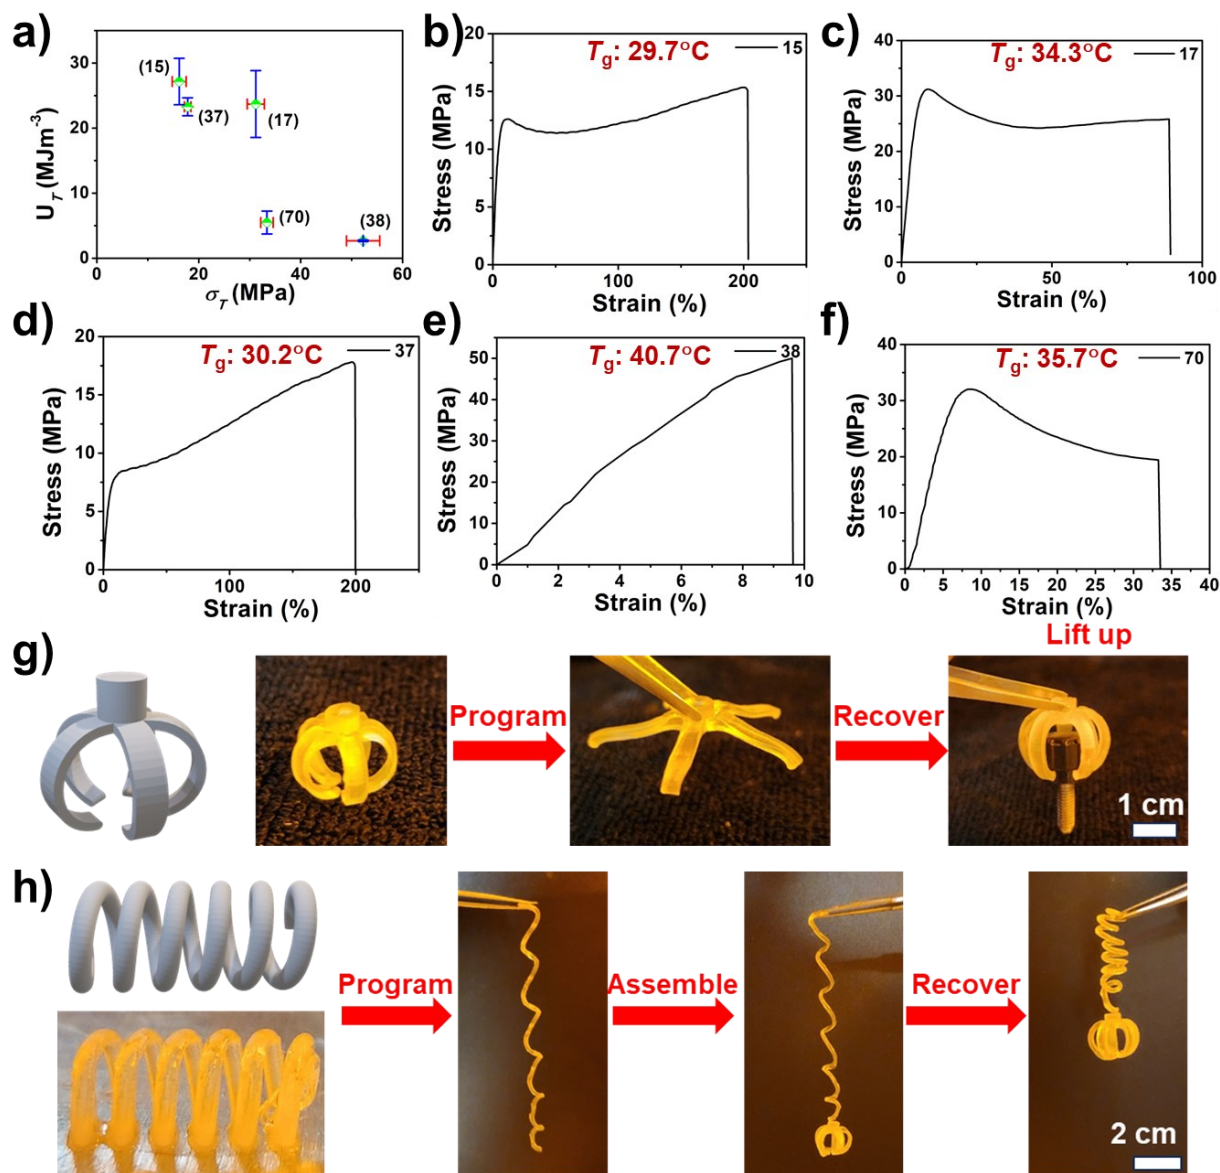 a)
U_T (MJm⁻³)
30
20
10
0
(15)
(37)
(17)
(70)
(38)
0 20 40 60
σ_T (MPa)
b)
Stress (MPa)
20
15
10
5
0
T_g: 29.7°C
15
0 100 200
Strain (%)
c)
Stress (MPa)
40
30
20
10
0
T_g: 34.3°C
17
0 50 100
Strain (%)
d)
Stress (MPa)
20
15
10
5
0
T_g: 30.2°C
37
0 100 200
Strain (%)
e)
Stress (MPa)
50
40
30
20
10
0
T_g: 40.7°C
38
0 2 4 6 8 10
Strain (%)
f)
Stress (MPa)
40
30
20
10
0
T_g: 35.7°C
70
0 5 10 15 20 25 30 35 40
Strain (%)
g)
Program
Recover
Lift up
1 cm
h)
Program
Assemble
Recover
2 cm